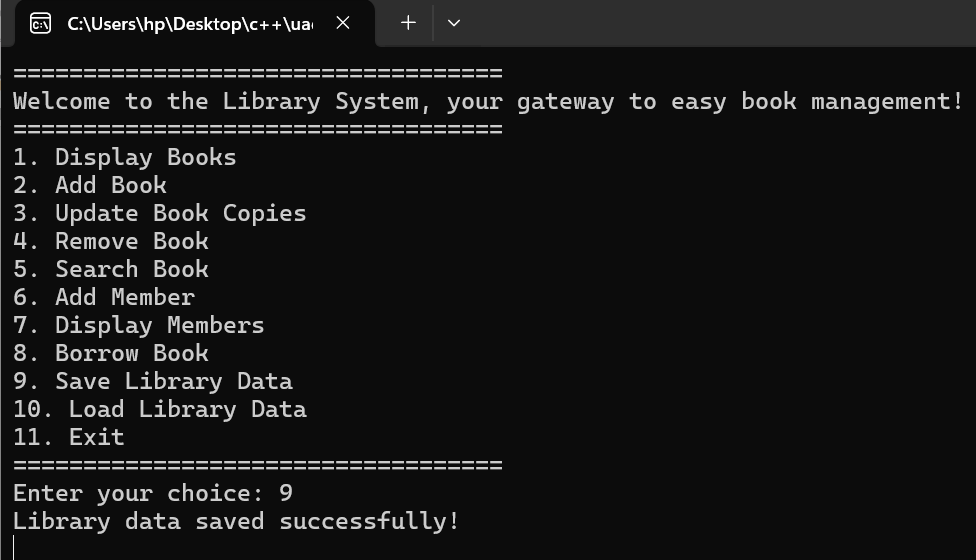 C:\Users\hp\Desktop\c++\
===================================
Welcome to the Library System, your gateway to easy book management!
===================================
1. Display Books
2. Add Book
3. Update Book Copies
4. Remove Book
5. Search Book
6. Add Member
7. Display Members
8. Borrow Book
9. Save Library Data
10. Load Library Data
11. Exit
===================================
Enter your choice: 9
Library data saved successfully!